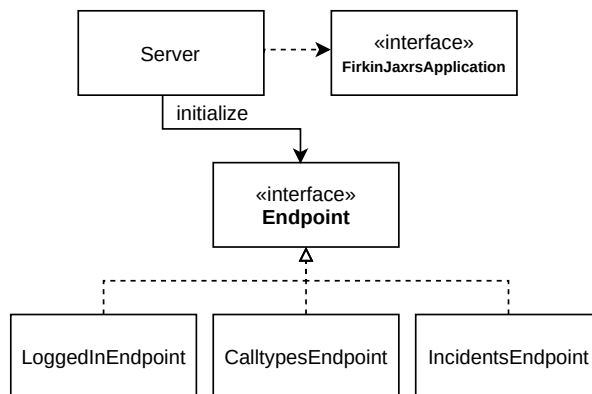 Server
«interface»
FirkinJaxrsApplication
initialize
«interface»
Endpoint
LoggedInEndpoint
CalltypesEndpoint
IncidentsEndpoint